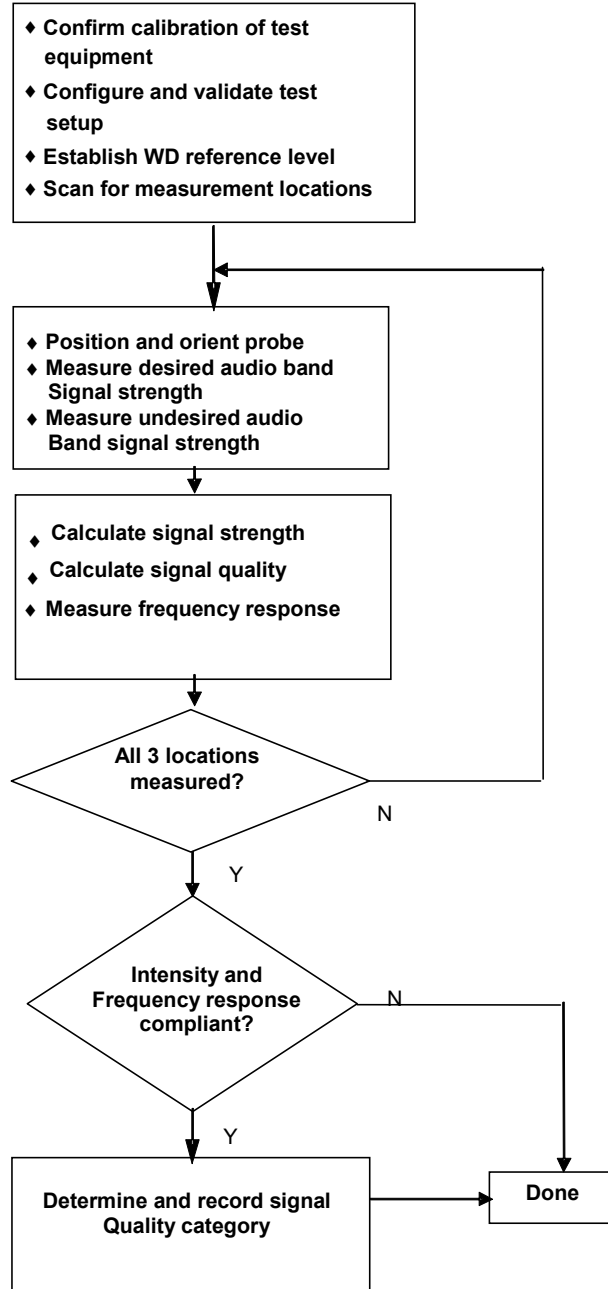 ♦ Confirm calibration of test
equipment
♦ Configure and validate test
setup
♦ Establish WD reference level
♦ Scan for measurement locations
♦ Position and orient probe
♦ Measure desired audio band
Signal strength
♦ Measure undesired audio
Band signal strength
♦ Calculate signal strength
♦ Calculate signal quality
♦ Measure frequency response
All 3 locations
measured?
N
Y
Intensity and
Frequency response
compliant?
N
Y
Determine and record signal
Quality category
Done